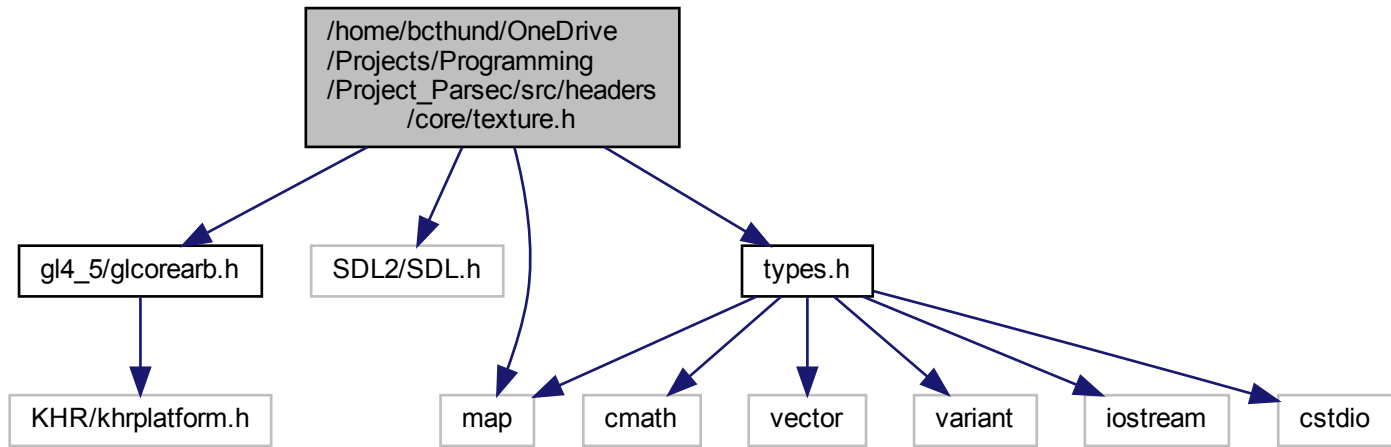 /home/bcthund/OneDrive
/Projects/Programming
/Project_Parsec/src/headers
/core/texture.h
gl4_5/glcorearb.h
SDL2/SDL.h
types.h
KHR/khrplatform.h
map
cmath
vector
variant
iostream
cstdio